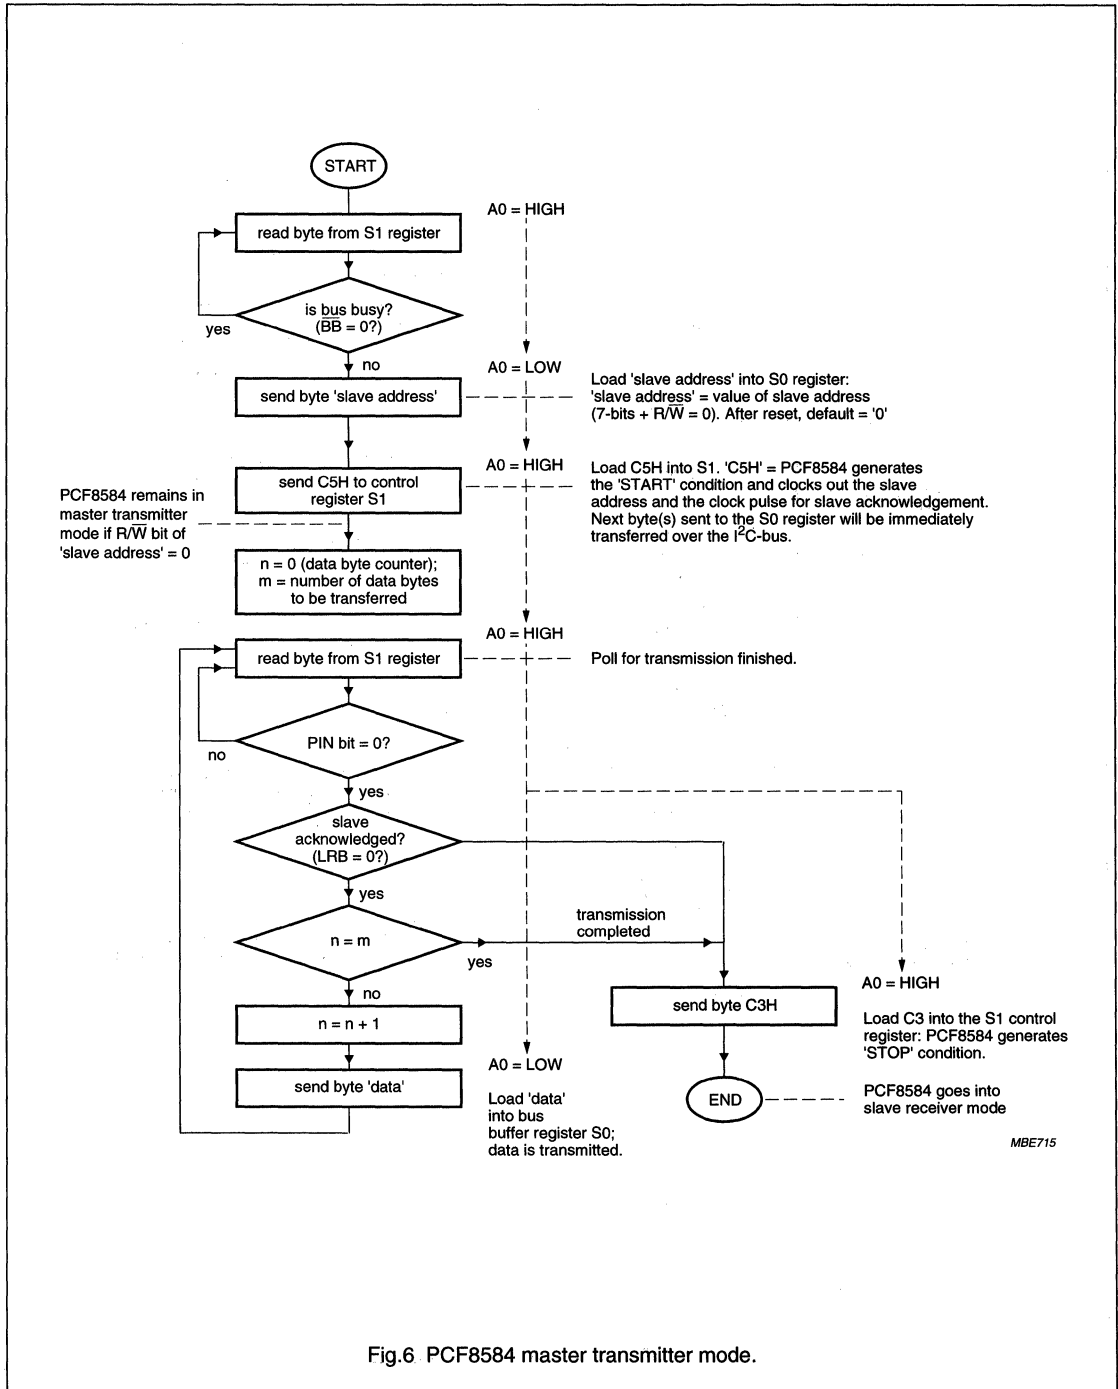 START
A0 = HIGH
read byte from S1 register
is bus busy?
(B̅B̅ = 0?)
yes
no
A0 = LOW
send byte 'slave address'
Load 'slave address' into S0 register:
'slave address' = value of slave address
(7-bits + R/W̅ = 0). After reset, default = '0'
A0 = HIGH
send C5H to control
register S1
Load C5H into S1. 'C5H' = PCF8584 generates
the 'START' condition and clocks out the slave
address and the clock pulse for slave acknowledgement.
Next byte(s) sent to the S0 register will be immediately
transferred over the I²C-bus.
PCF8584 remains in
master transmitter
mode if R/W̅ bit of
'slave address' = 0
n = 0 (data byte counter);
m = number of data bytes
to be transferred
A0 = HIGH
read byte from S1 register
Poll for transmission finished.
PIN bit = 0?
no
yes
slave
acknowledged?
(LRB = 0?)
yes
n = m
yes
transmission
completed
no
n = n + 1
send byte 'data'
A0 = LOW
Load 'data'
into bus
buffer register S0;
data is transmitted.
send byte C3H
A0 = HIGH
Load C3 into the S1 control
register: PCF8584 generates
'STOP' condition.
END
PCF8584 goes into
slave receiver mode
MBE715
Fig.6 PCF8584 master transmitter mode.